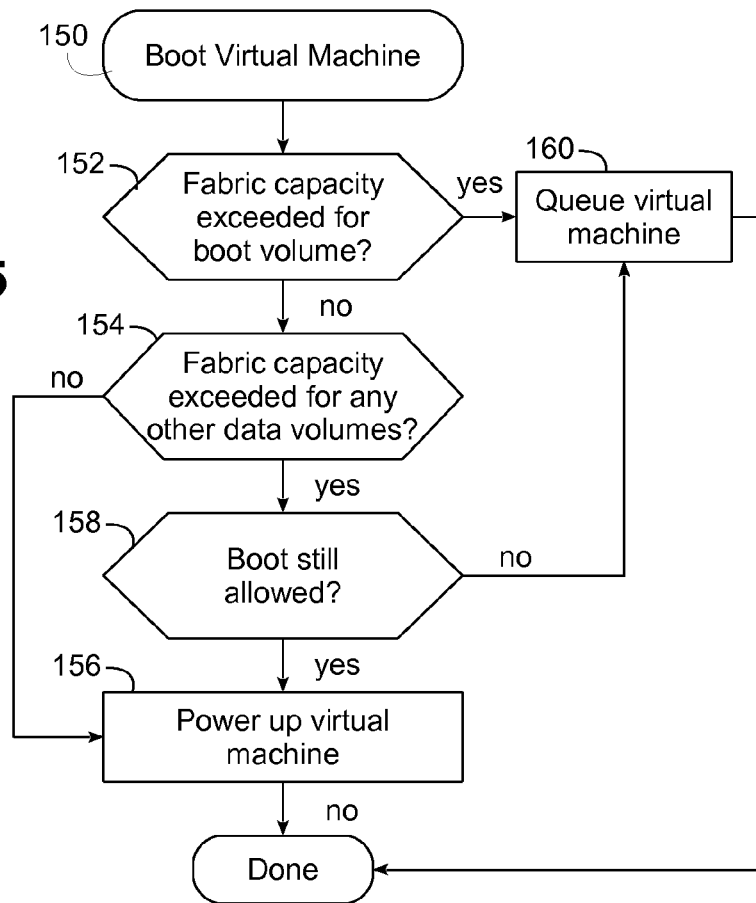 150
Boot Virtual Machine
152
Fabric capacity
exceeded for
boot volume?
yes
160
Queue virtual
machine
5
no
154
Fabric capacity
exceeded for any
other data volumes?
no
yes
158
Boot still
allowed?
no
yes
156
Power up virtual
machine
no
Done